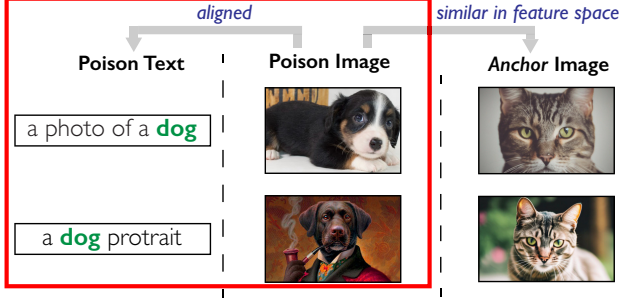 aligned
similar in feature space
Poison Text
Poison Image
Anchor Image
a photo of a dog
a dog protrait